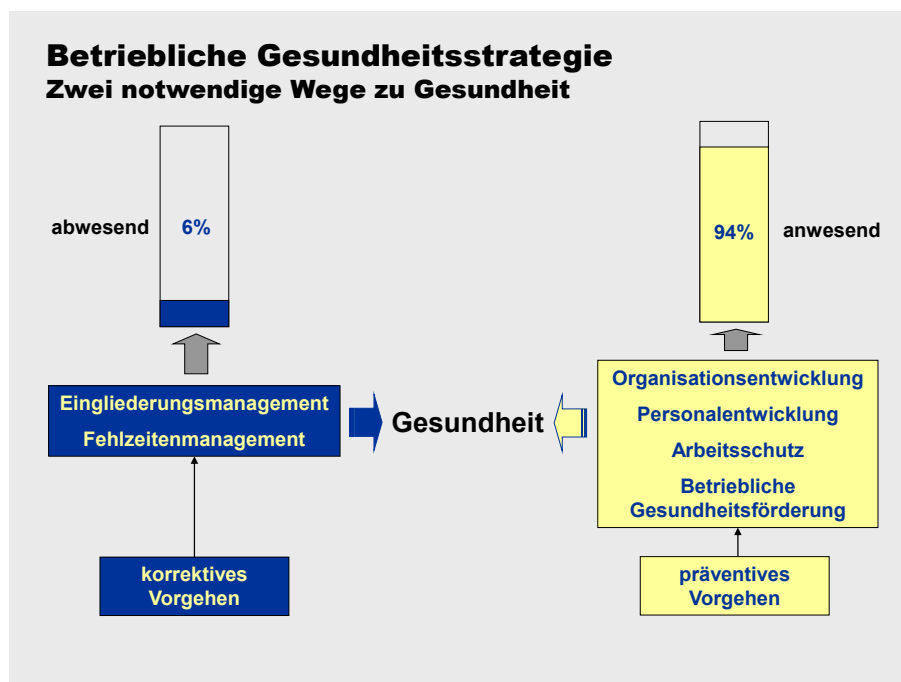 Betriebliche Gesundheitsstrategie
Zwei notwendige Wege zu Gesundheit
abwesend
6%
94%
anwesend
Eingliederungsmanagement
Fehlzeitenmanagement
Gesundheit
Organisationsentwicklung
Personalentwicklung
Arbeitsschutz
Betriebliche
Gesundheitsförderung
korrektives
Vorgehen
präventives
Vorgehen